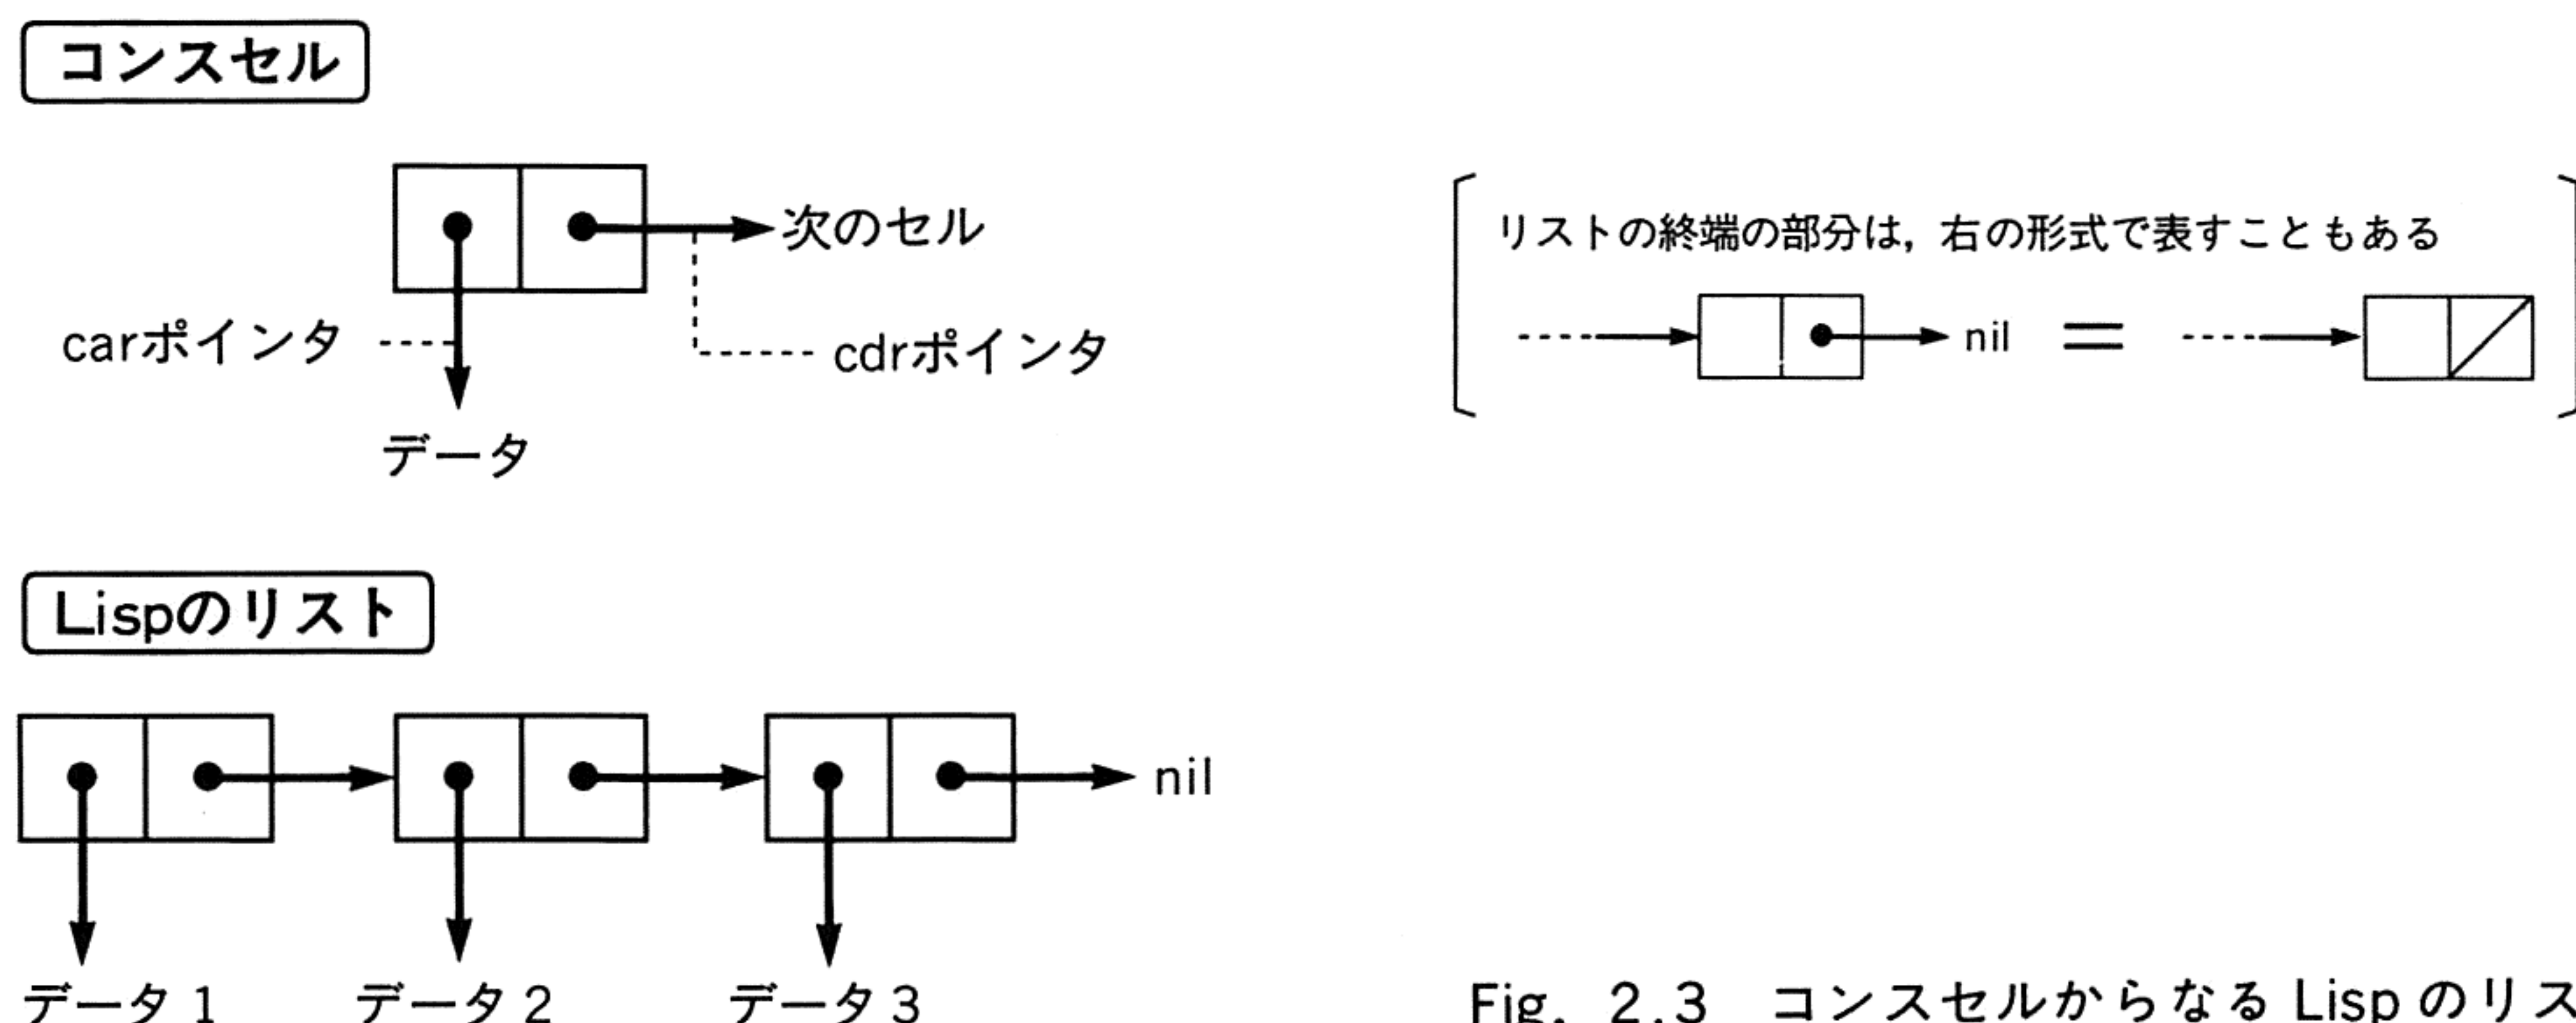 コンスセル
次のセル
carポインタ
cdrポインタ
データ
リストの終端の部分は，右の形式で表すこともある
nil
=
Lispのリスト
nil
データ1 データ2 データ3
Fig. 2.3 コンスセルからなる Lisp のリス